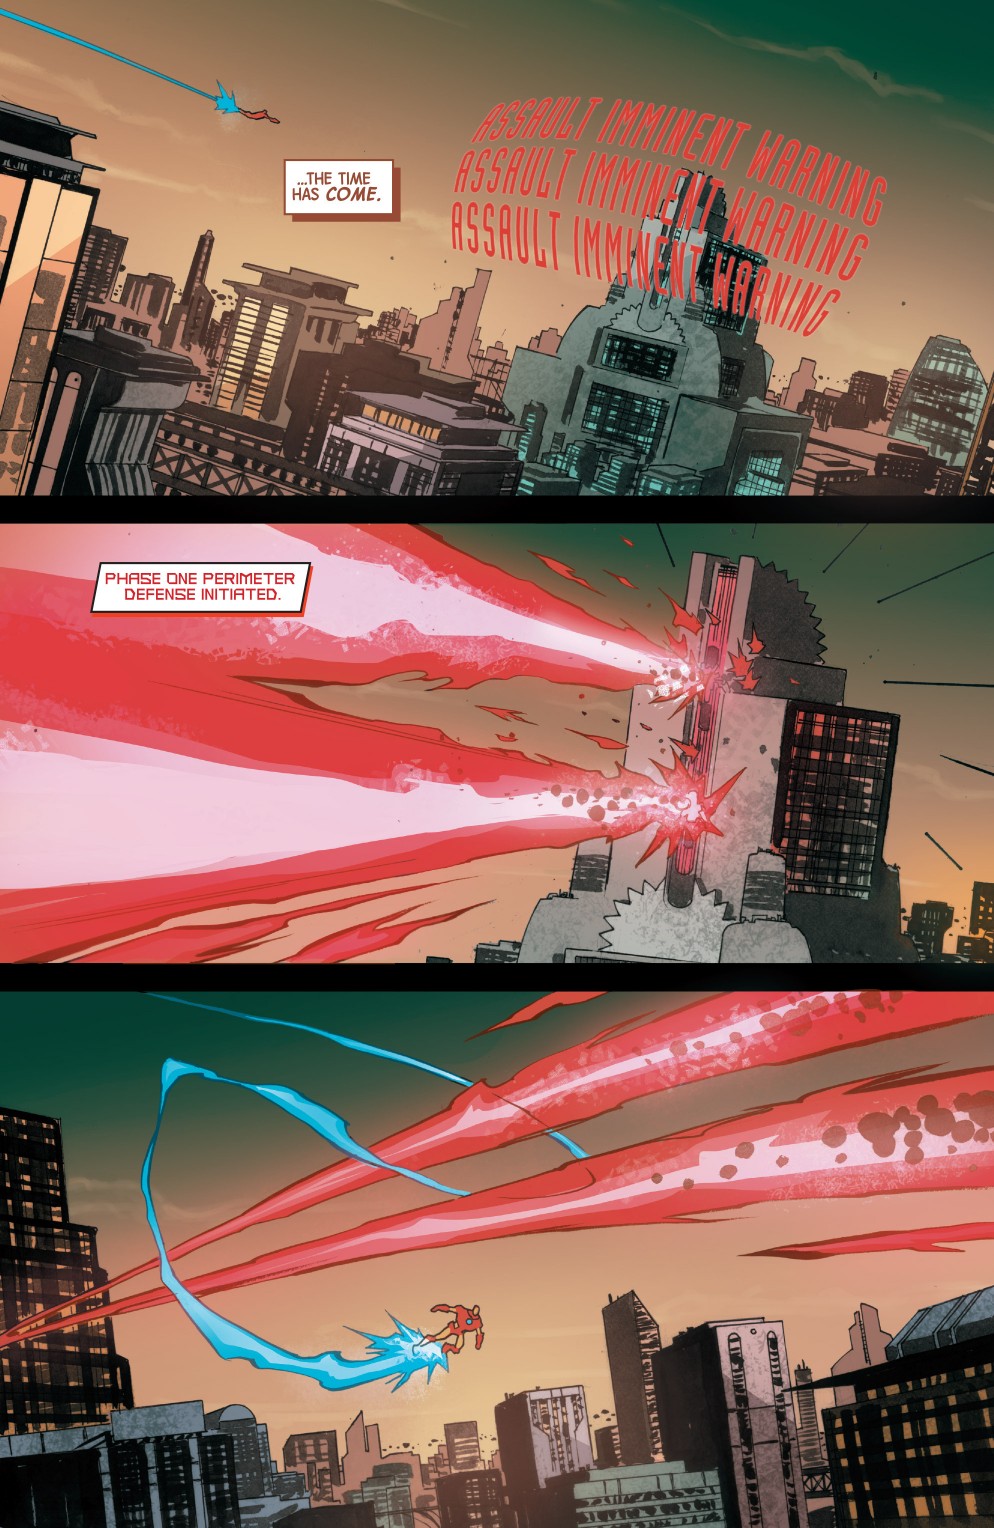 ASSAULT IMMINENT WARNING
ASSAULT IMMINENT WARNING
ASSAULT IMMINENT WARNING
...THE TIME
HAS COME.
PHASE ONE PERIMETER
DEFENSE INITIATED.